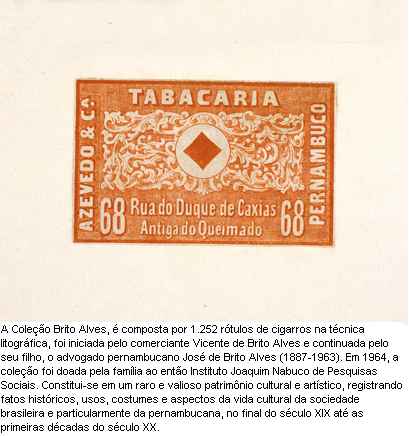 TABACARIA
AZEVEDO & CA.
PERNAMBUCO
68 Rua do Duque de Caxias 68
Antiga do Queimado
A Coleção Brito Alves, é composta por 1.252 rótulos de cigarros na técnica
litográfica, foi iniciada pelo comerciante Vicente de Brito Alves e continuada pelo
seu filho, o advogado pernambucano José de Brito Alves (1887-1963). Em 1964, a
coleção foi doada pela família ao então Instituto Joaquim Nabuco de Pesquisas
Sociais. Constitui-se em um raro e valioso patrimônio cultural e artístico, registrando
fatos históricos, usos, costumes e aspectos da vida cultural da sociedade
brasileira e particularmente da pernambucana, no final do século XIX até as
primeiras décadas do século XX.